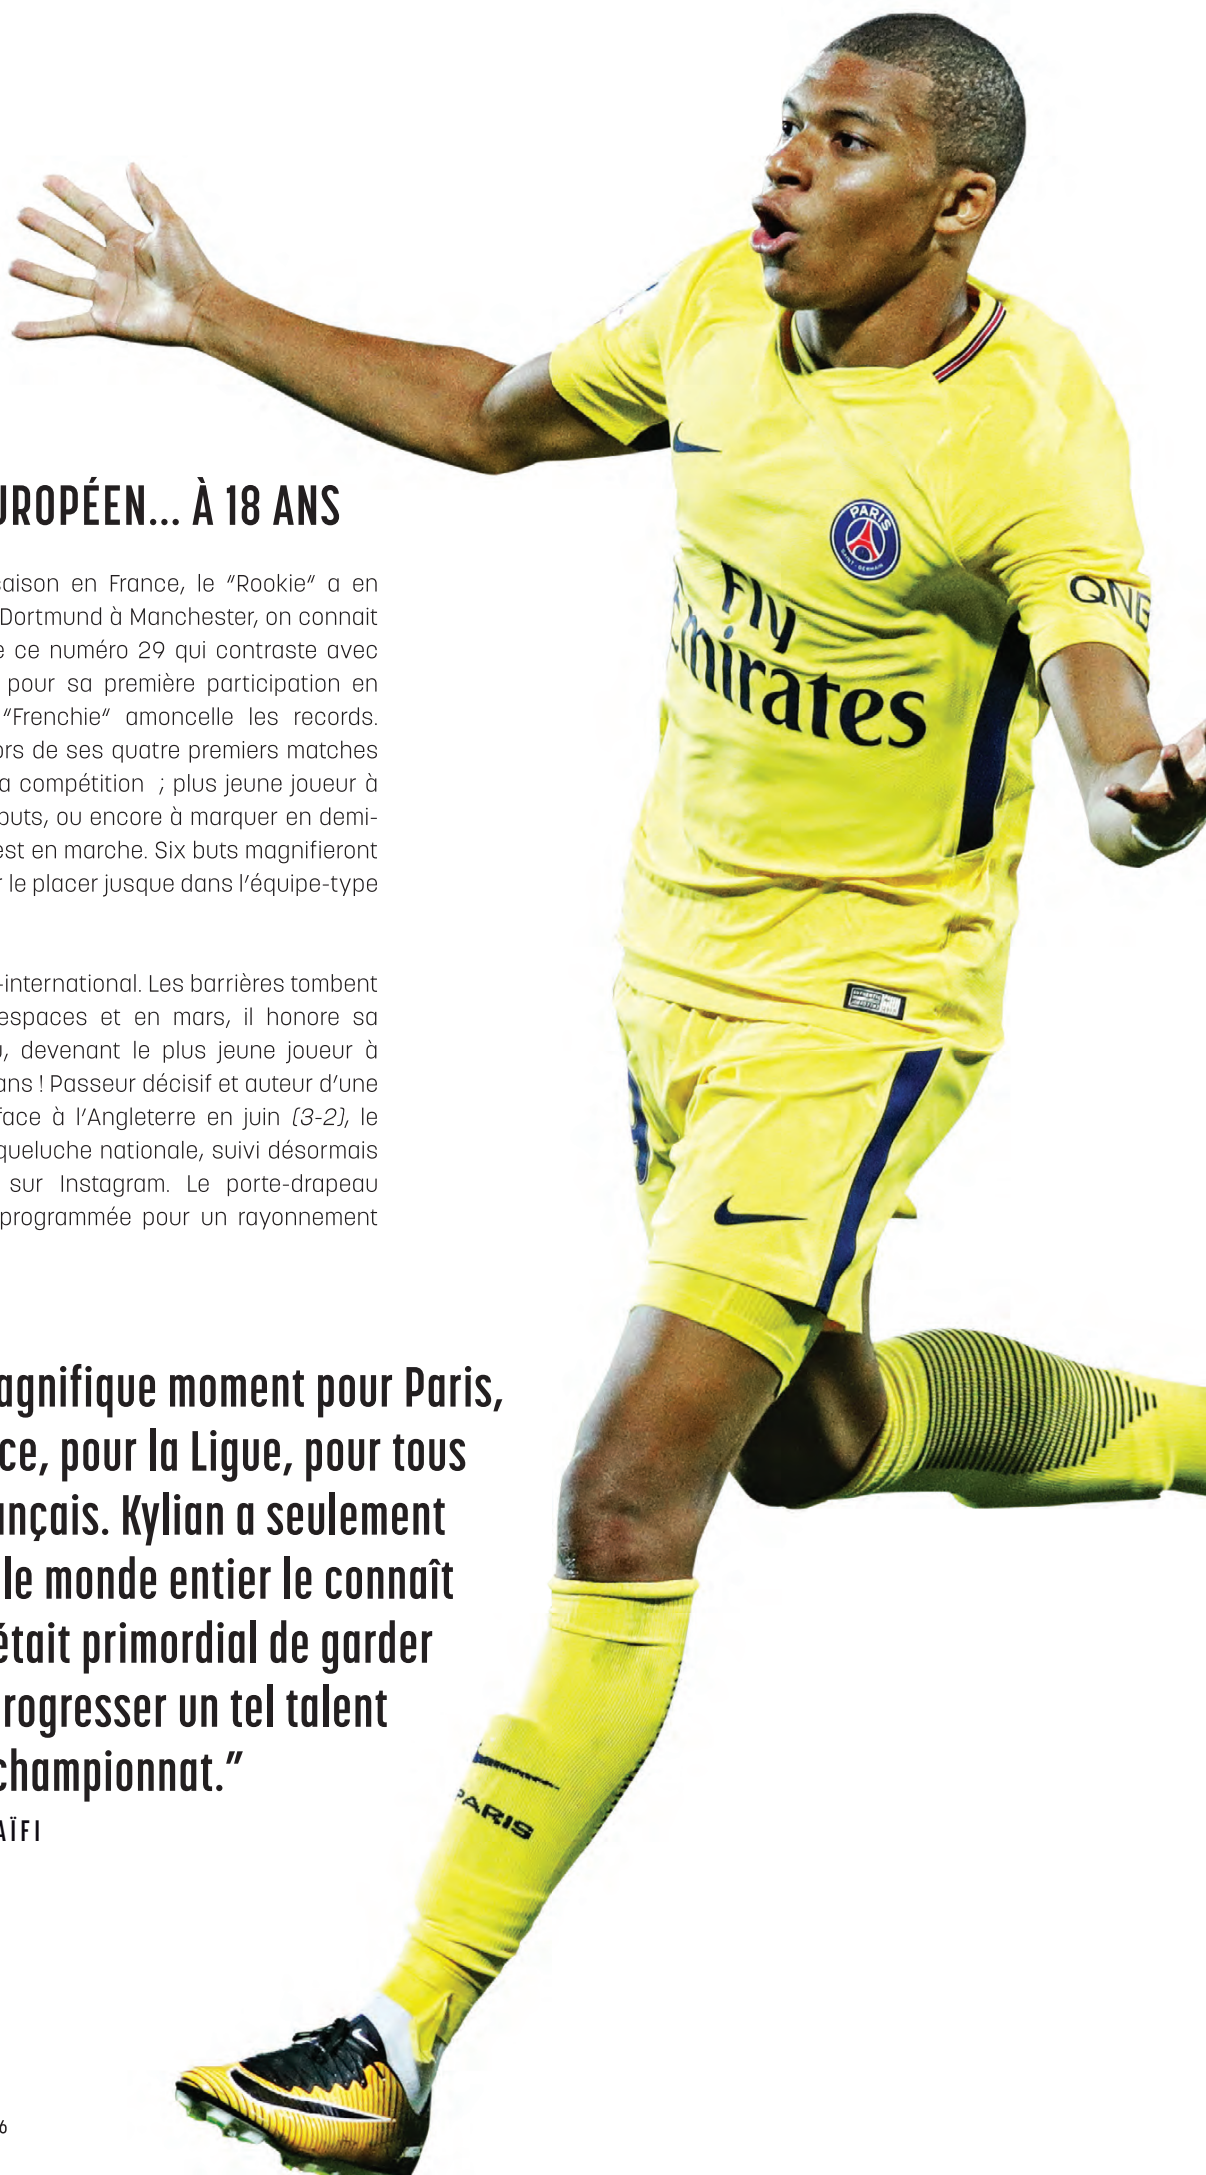 UROPÉEN... À 18 ANS
aison en France, le “Rookie” a en
Dortmund à Manchester, on connait
e ce numéro 29 qui contraste avec
pour sa première participation en
“Frenchie” amoncelle les records.
ors de ses quatre premiers matches
a compétition ; plus jeune joueur à
buts, ou encore à marquer en demi-
est en marche. Six buts magnifieront
r le placer jusque dans l’équipe-type
-international. Les barrières tombent
espaces et en mars, il honore sa
, devenant le plus jeune joueur à
ans ! Passeur décisif et auteur d’une
face à l’Angleterre en juin (3-2), le
queluche nationale, suivi désormais
sur Instagram. Le porte-drapeau
programmée pour un rayonnement
agnifique moment pour Paris,
ce, pour la Ligue, pour tous
nçais. Kylian a seulement
le monde entier le connaît
était primordial de garder
rogresser un tel talent
championnat.”
AÏFI
6
PARIS
SAINT-GERMAIN
QNB
Fly
Emirates
PARIS